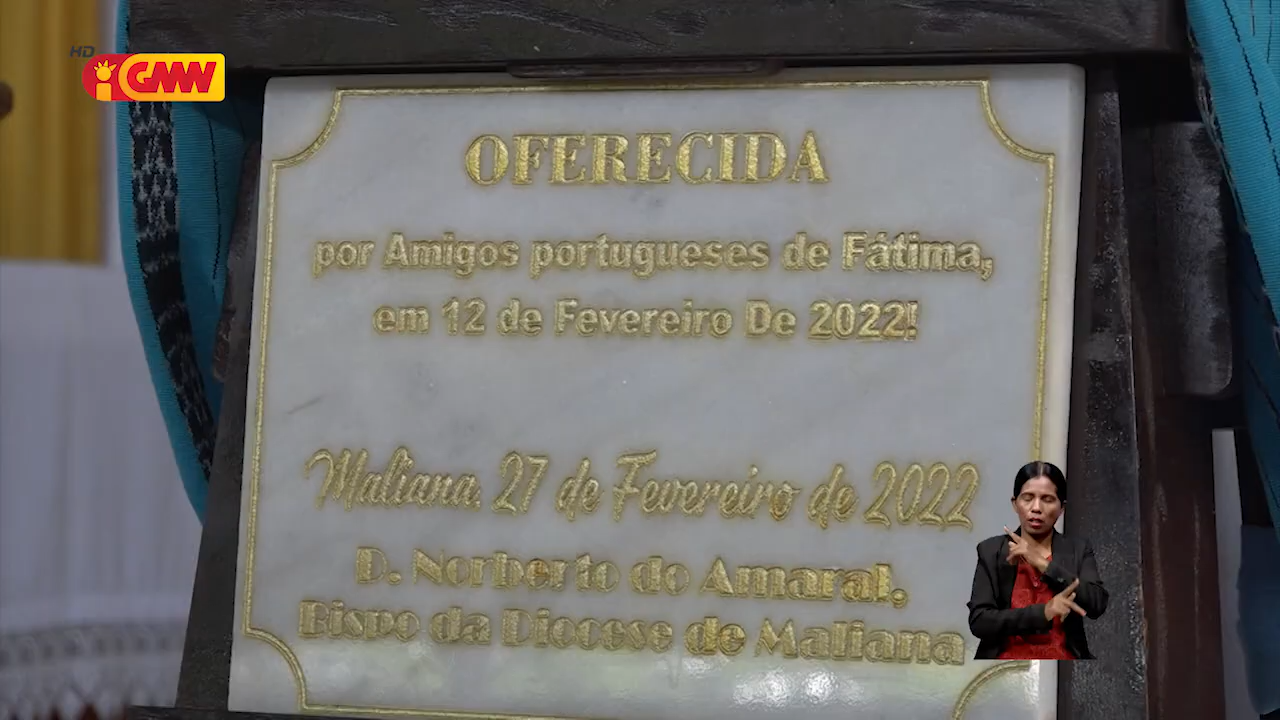 HD
GMN
OFERECIDA
por Amigos portugueses de Fátima,
em 12 de Fevereiro De 2022!
Maliana, 27 de Fevereiro de 2022
D. Norberto do Amaral,
Bispo da Diocese de Maliana